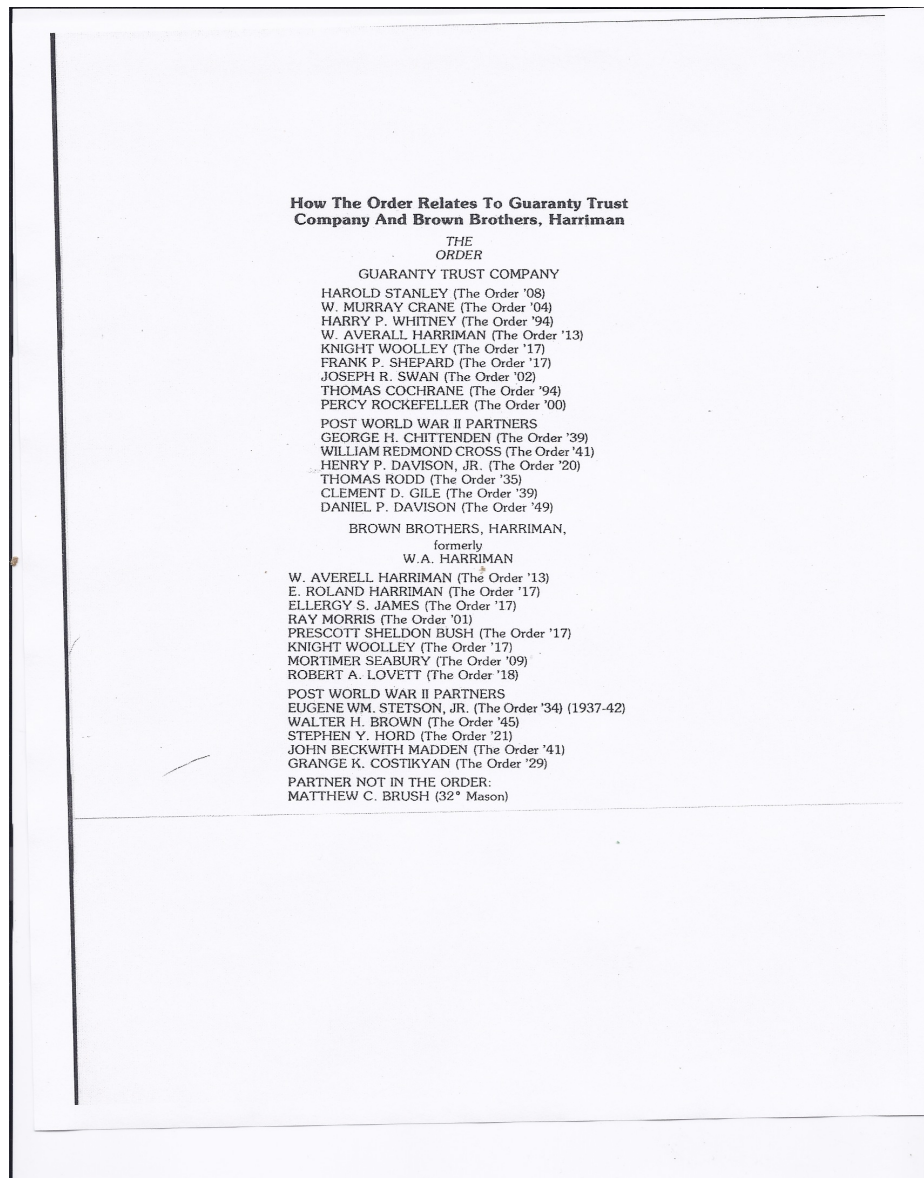 How The Order Relates To Guaranty Trust
Company And Brown Brothers, Harriman
THE
ORDER
GUARANTY TRUST COMPANY
HAROLD STANLEY (The Order '08)
W. MURRAY CRANE (The Order '04)
HARRY P. WHITNEY (The Order '94)
W. AVERALL HARRIMAN (The Order '13)
KNIGHT WOOLLEY (The Order '17)
FRANK P. SHEPARD (The Order '17)
JOSEPH R. SWAN (The Order '02)
THOMAS COCHRANE (The Order '94)
PERCY ROCKEFELLER (The Order '00)
POST WORLD WAR II PARTNERS
GEORGE H. CHITTENDEN (The Order '39)
WILLIAM REDMOND CROSS (The Order '41)
HENRY P. DAVISON, JR. (The Order '20)
THOMAS RODD (The Order '35)
CLEMENT D. GILE (The Order '39)
DANIEL P. DAVISON (The Order '49)
BROWN BROTHERS, HARRIMAN,
formerly
W.A. HARRIMAN
W. AVERELL HARRIMAN (The Order '13)
E. ROLAND HARRIMAN (The Order '17)
ELLERGY S. JAMES (The Order '17)
RAY MORRIS (The Order '01)
PRESCOTT SHELDON BUSH (The Order '17)
KNIGHT WOOLLEY (The Order '17)
MORTIMER SEABURY (The Order '09)
ROBERT A. LOVETT (The Order '18)
POST WORLD WAR II PARTNERS
EUGENE WM. STETSON, JR. (The Order '34) (1937-42)
WALTER H. BROWN (The Order '45)
STEPHEN Y. HORD (The Order '21)
JOHN BECKWITH MADDEN (The Order '41)
GRANGE K. COSTIKYAN (The Order '29)
PARTNER NOT IN THE ORDER:
MATTHEW C. BRUSH (32° Mason)